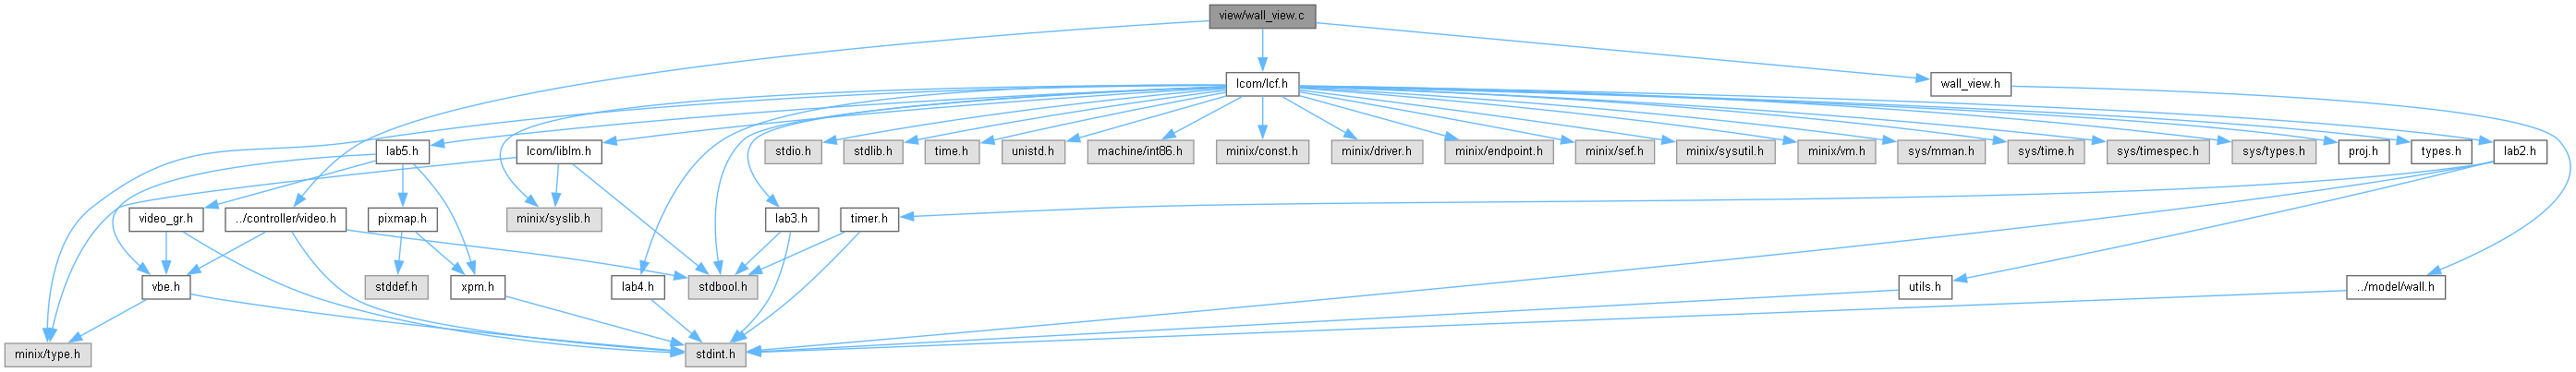 view/wall_view.c
lcom/lcf.h
wall_view.h
lab5.h
lcom/liblm.h
stdio.h
stdlib.h
time.h
unistd.h
machine/int86.h
minix/const.h
minix/driver.h
minix/endpoint.h
minix/sef.h
minix/sysutil.h
minix/vm.h
sys/mman.h
sys/time.h
sys/timespec.h
sys/types.h
proj.h
types.h
lab2.h
video_gr.h
../controller/video.h
pixmap.h
minix/syslib.h
lab3.h
timer.h
vbe.h
stddef.h
xpm.h
lab4.h
stdbool.h
utils.h
../model/wall.h
minix/type.h
stdint.h